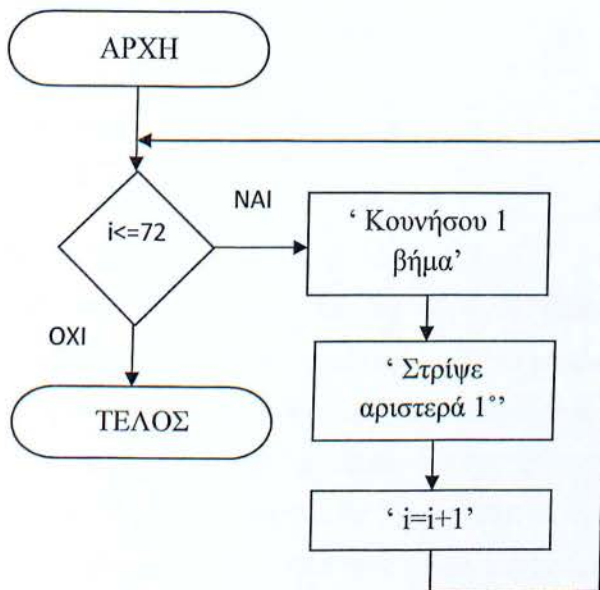 ΑΡΧΗ
i<=72
ΝΑΙ
‘ Κουνήσου 1
βήμα’
ΟΧΙ
‘ Στρίψε
αριστερά 1°’
ΤΕΛΟΣ
‘ i=i+1’